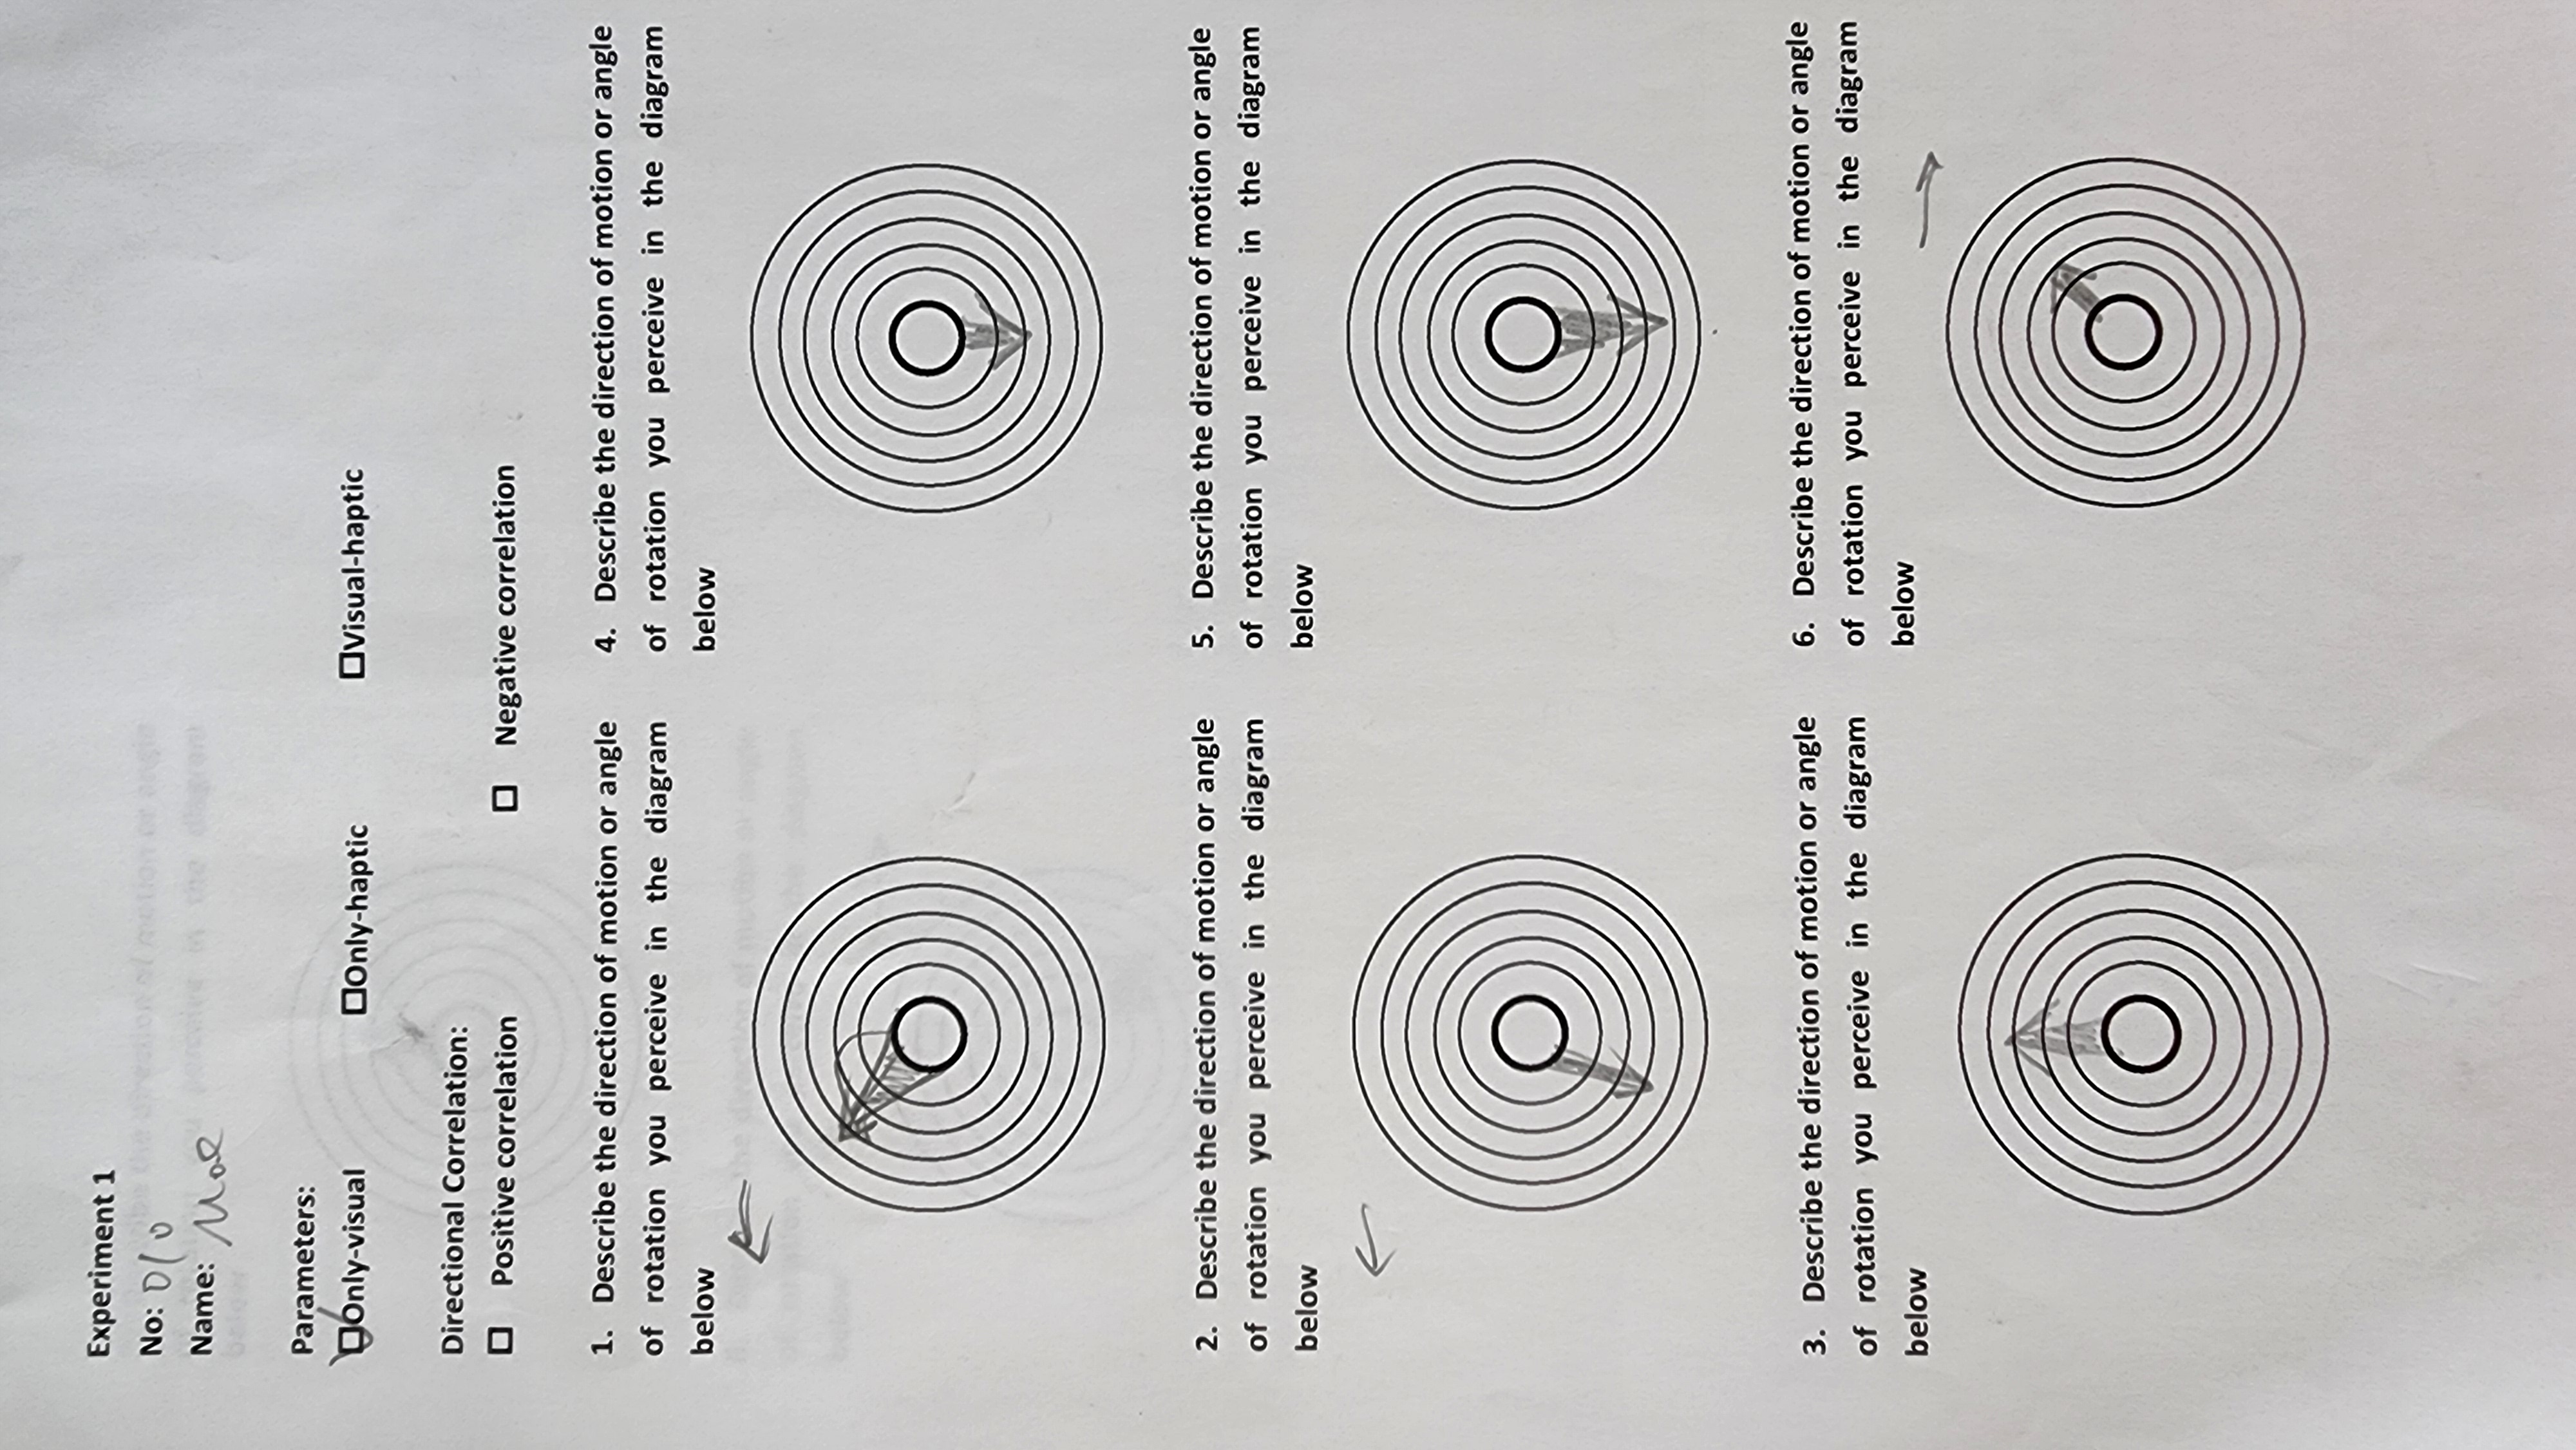 Experiment 1
No: 010
Name: Moe
Parameters:
☑Only-visual ☐Only-haptic ☐Visual-haptic
Directional Correlation:
☐ Positive correlation ☐ Negative correlation
1. Describe the direction of motion or angle
of rotation you perceive in the diagram
below
2. Describe the direction of motion or angle
of rotation you perceive in the diagram
below
3. Describe the direction of motion or angle
of rotation you perceive in the diagram
below
4. Describe the direction of motion or angle
of rotation you perceive in the diagram
below
5. Describe the direction of motion or angle
of rotation you perceive in the diagram
below
6. Describe the direction of motion or angle
of rotation you perceive in the diagram
below